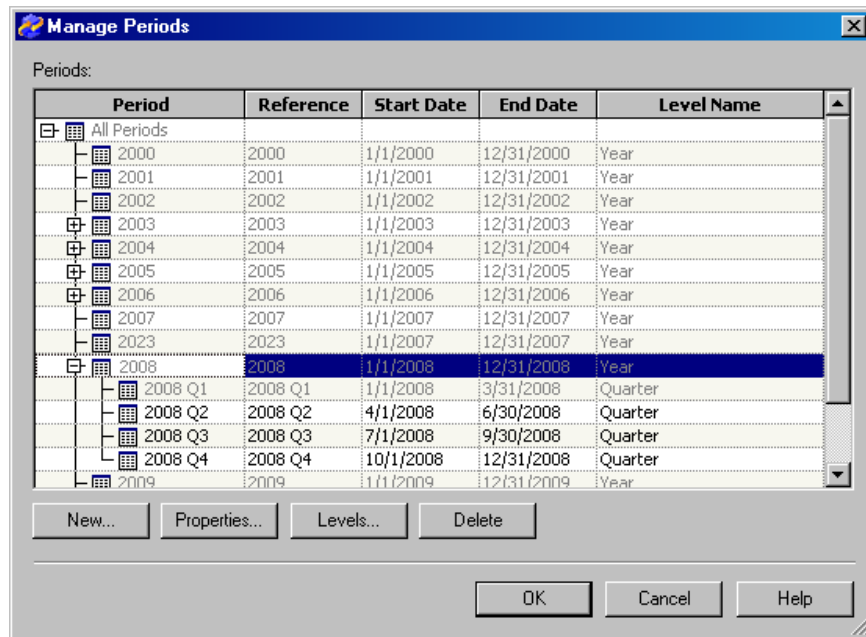 Manage Periods
Periods:
Period Reference Start Date End Date Level Name
All Periods
2000 2000 1/1/2000 12/31/2000 Year
2001 2001 1/1/2001 12/31/2001 Year
2002 2002 1/1/2002 12/31/2002 Year
2003 2003 1/1/2003 12/31/2003 Year
2004 2004 1/1/2004 12/31/2004 Year
2005 2005 1/1/2005 12/31/2005 Year
2006 2006 1/1/2006 12/31/2006 Year
2007 2007 1/1/2007 12/31/2007 Year
2023 2023 1/1/2007 12/31/2007 Year
2008 2008 1/1/2008 12/31/2008 Year
2008 Q1 2008 Q1 1/1/2008 3/31/2008 Quarter
2008 Q2 2008 Q2 4/1/2008 6/30/2008 Quarter
2008 Q3 2008 Q3 7/1/2008 9/30/2008 Quarter
2008 Q4 2008 Q4 10/1/2008 12/31/2008 Quarter
2009 2009 1/1/2009 12/31/2009 Year
New... Properties... Levels... Delete
OK Cancel Help